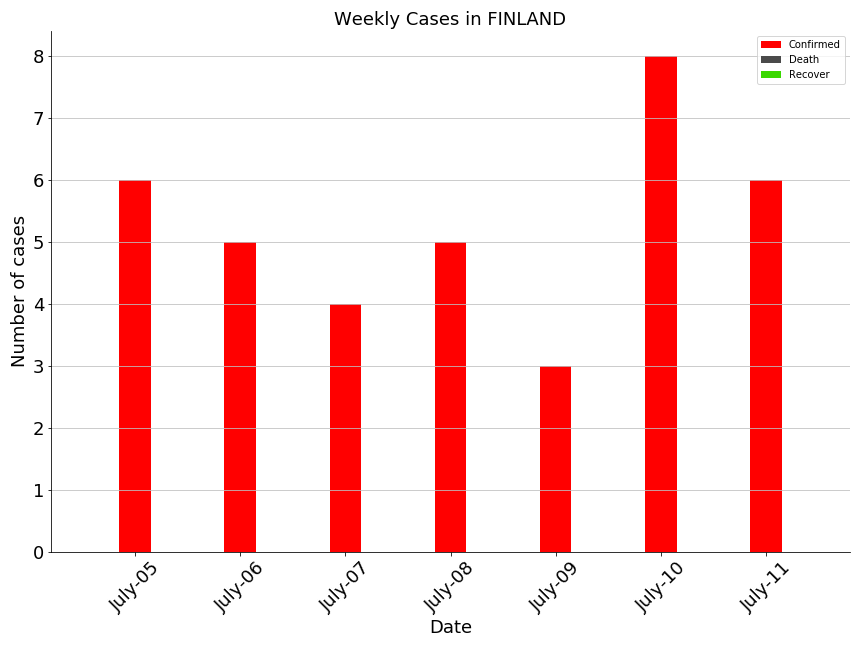 Weekly Cases in FINLAND
Confirmed
Death
Recover
Number of cases
8
7
6
5
4
3
2
1
0
July-05
July-06
July-07
July-08
July-09
July-10
July-11
Date